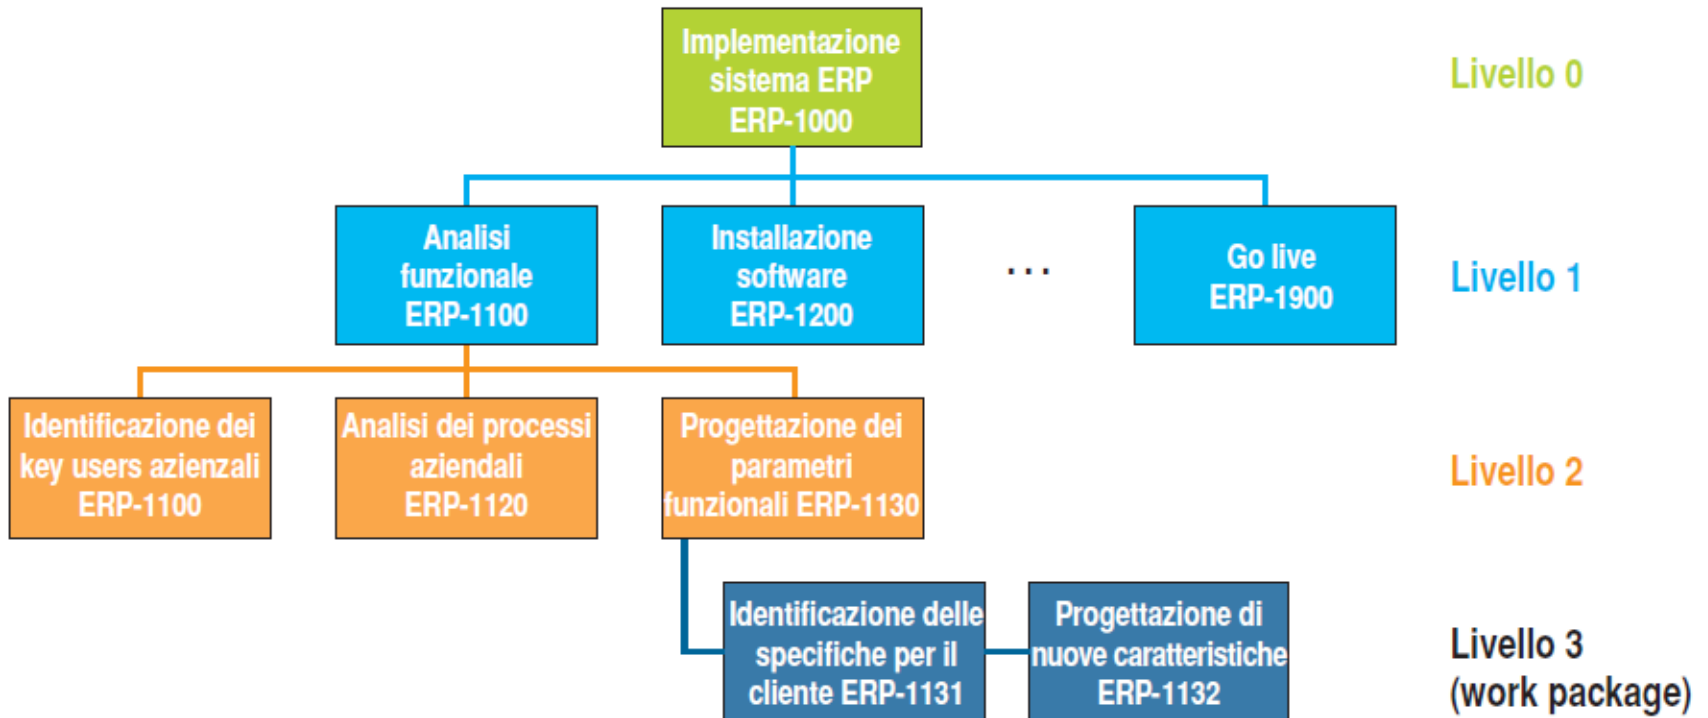 Implementazione
sistema ERP
ERP-1000
Livello 0
Analisi
funzionale
ERP-1100
Installazione
software
ERP-1200
...
Go live
ERP-1900
Livello 1
Identificazione dei
key users azienzali
ERP-1100
Analisi dei processi
aziendali
ERP-1120
Progettazione dei
parametri
funzionali ERP-1130
Livello 2
Identificazione delle
specifiche per il
cliente ERP-1131
Progettazione di
nuove caratteristiche
ERP-1132
Livello 3
(work package)